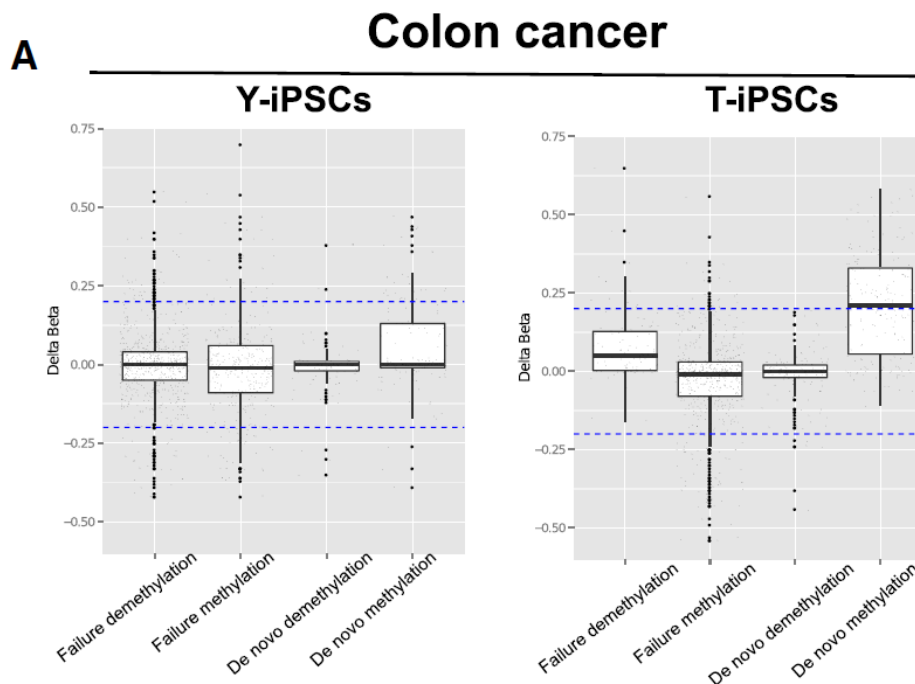 A
Colon cancer
Y-iPSCs
T-iPSCs
Delta Beta
0.75
0.50
0.25
0.00
−0.25
−0.50
Failure demethylation
Failure methylation
De novo demethylation
De novo methylation
Delta Beta
0.75
0.50
0.25
0.00
−0.25
−0.50
Failure demethylation
Failure methylation
De novo demethylation
De novo methylation